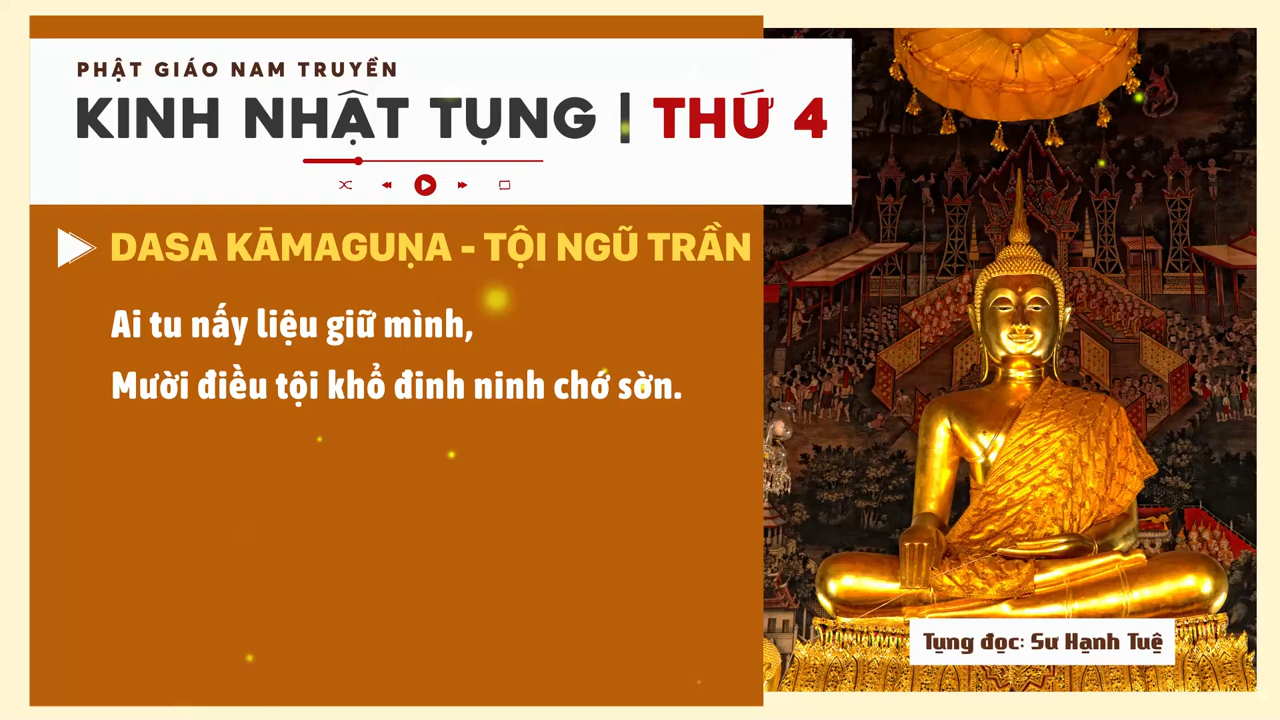 PHẬT GIÁO NAM TRUYỀN
KINH NHẬT TỤNG | THỨ 4
DASA KĀMAGUṆA - TỘI NGŨ TRẦN
Ai tu nấy liệu giữ mình,
Mười điều tội khổ đinh ninh chớ sờn.
Tụng đọc: Sư Hạnh Tuệ